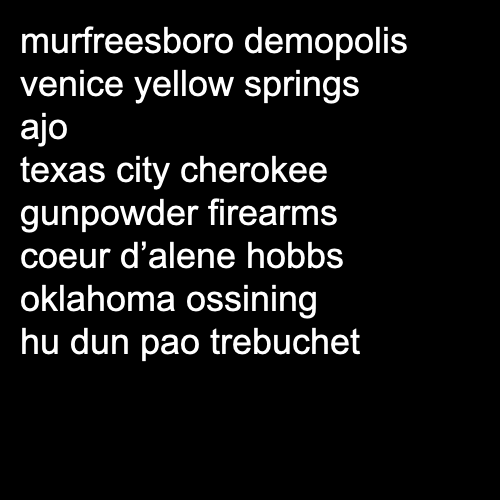 murfreesboro demopolis
venice yellow springs
ajo
texas city cherokee
gunpowder firearms
coeur d’alene hobbs
oklahoma ossining
hu dun pao trebuchet